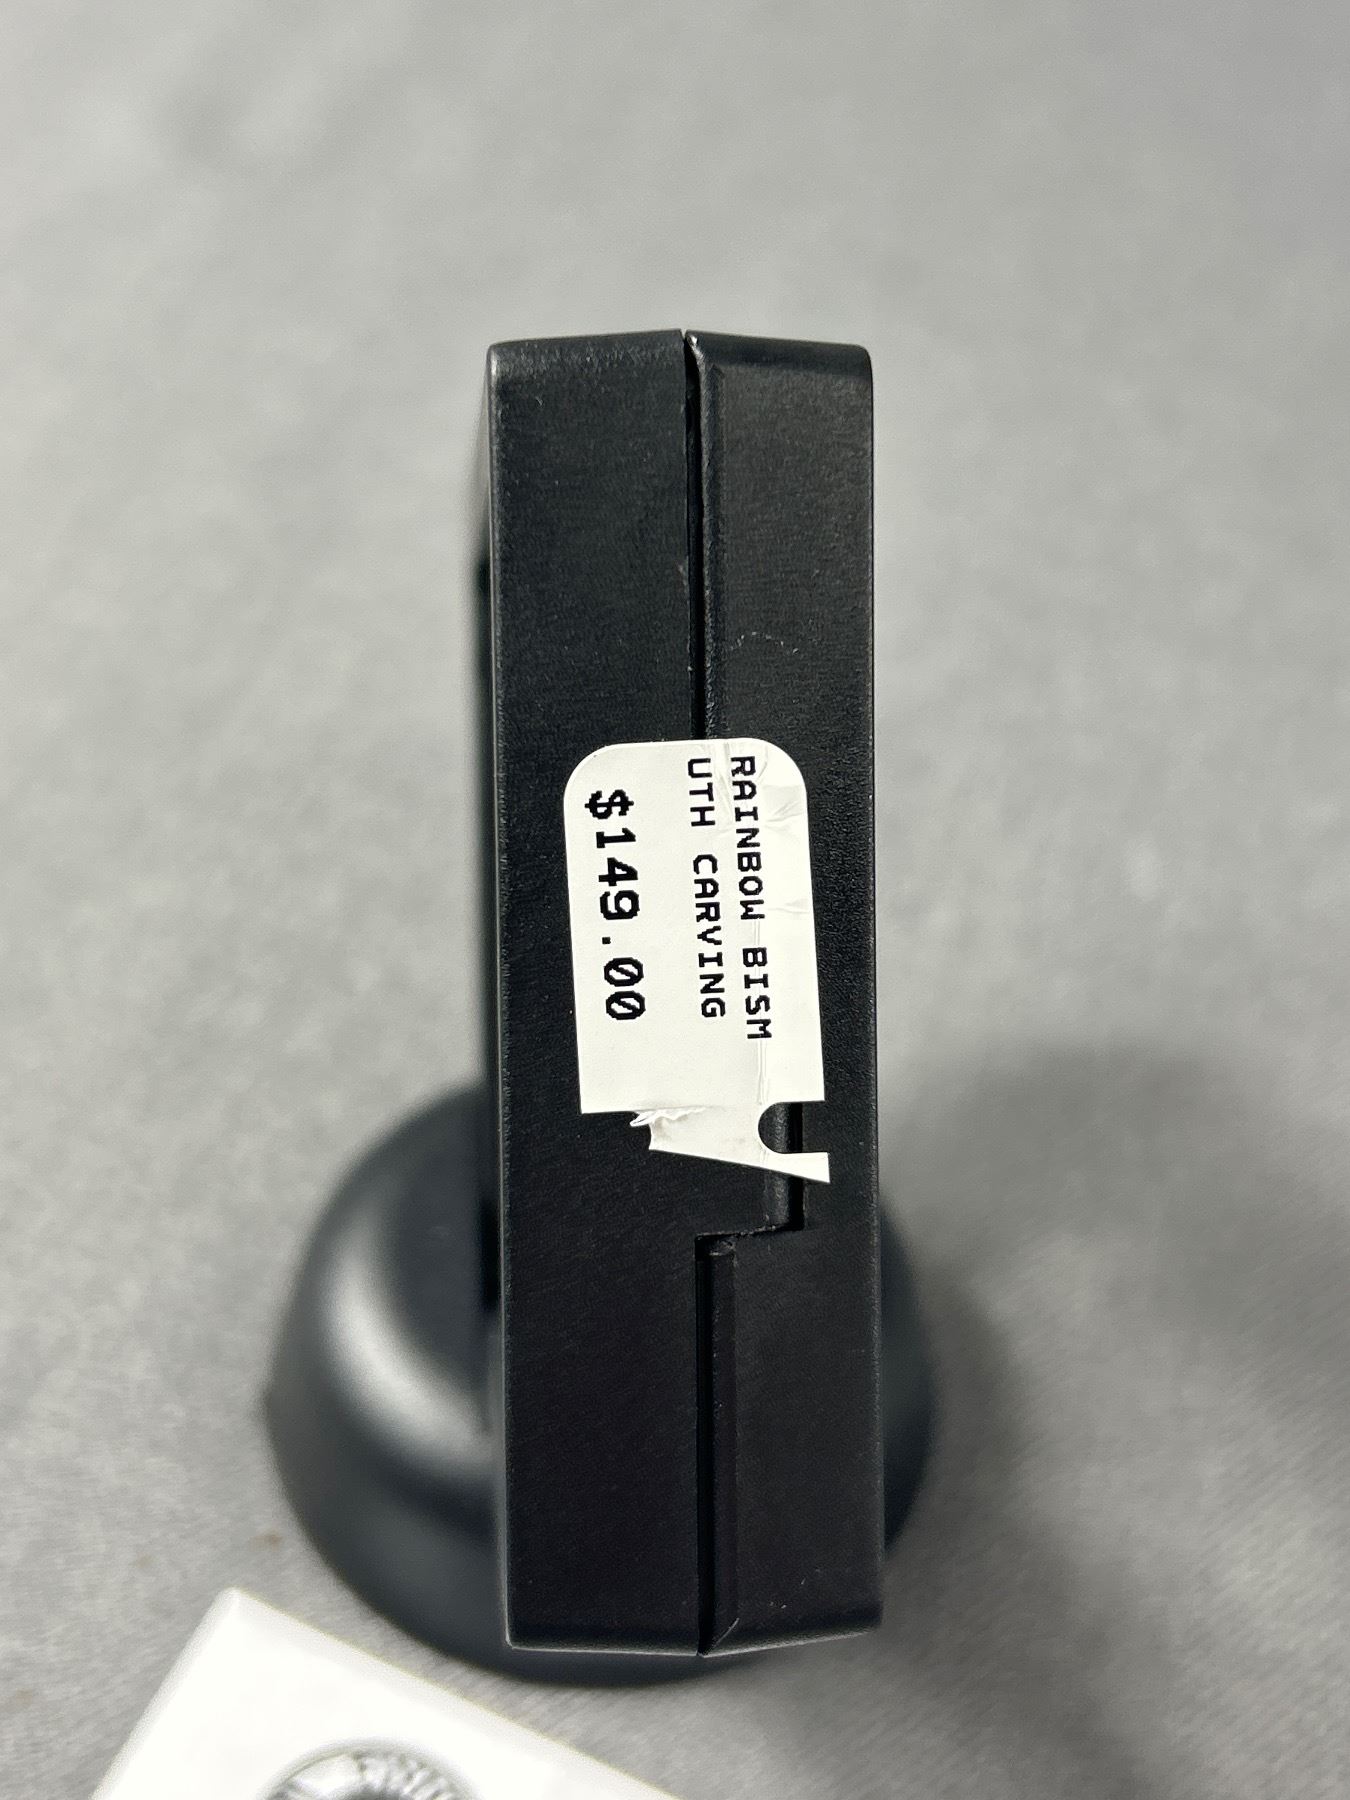 RAINBOW BISM
UTH CARVING
$149.00